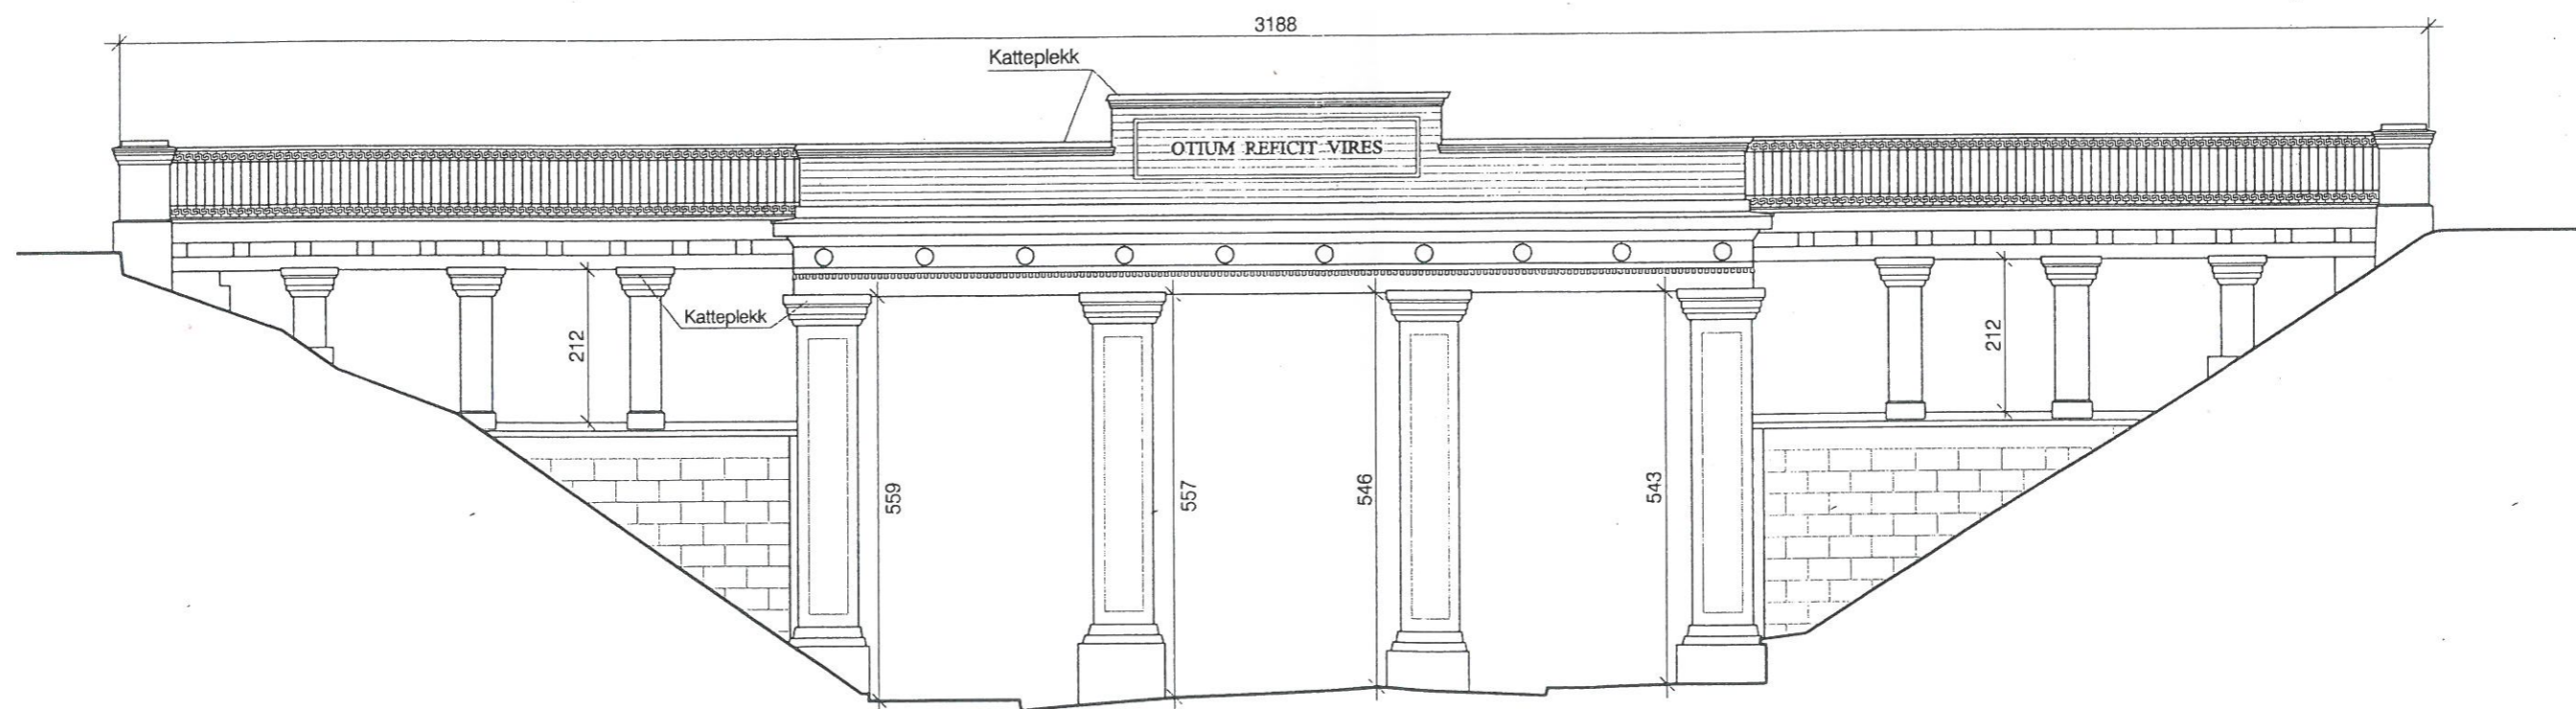 3188
Katteplekk
OTIUM REFICIT VIRES
Katteplekk
212
212
559
557
546
543